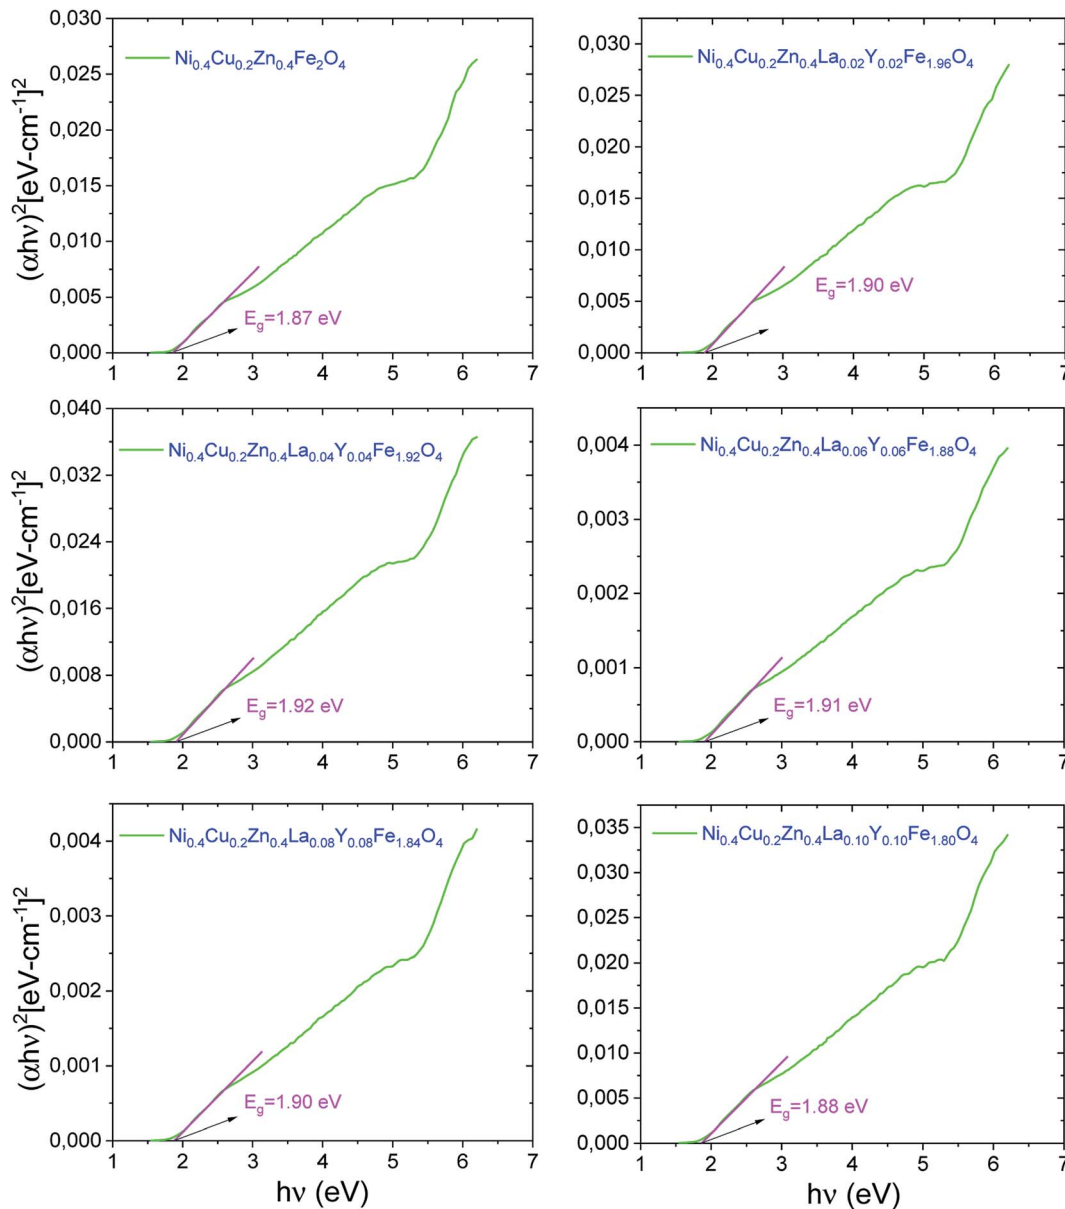 0,030
0,025
0,020
0,015
0,010
0,005
0,000
(αhν)²[eV-cm⁻¹]²
Ni₀.₄Cu₀.₂Zn₀.₄Fe₂O₄
E_g=1.87 eV
1 2 3 4 5 6 7
0,030
0,025
0,020
0,015
0,010
0,005
0,000
Ni₀.₄Cu₀.₂Zn₀.₄La₀.₀₂Y₀.₀₂Fe₁.₉₆O₄
E_g=1.90 eV
1 2 3 4 5 6 7
0,040
0,032
0,024
0,016
0,008
0,000
(αhν)²[eV-cm⁻¹]²
Ni₀.₄Cu₀.₂Zn₀.₄La₀.₀₄Y₀.₀₄Fe₁.₉₂O₄
E_g=1.92 eV
1 2 3 4 5 6 7
0,004
0,003
0,002
0,001
0,000
Ni₀.₄Cu₀.₂Zn₀.₄La₀.₀₆Y₀.₀₆Fe₁.₈₈O₄
E_g=1.91 eV
1 2 3 4 5 6 7
0,004
0,003
0,002
0,001
0,000
(αhν)²[eV-cm⁻¹]²
Ni₀.₄Cu₀.₂Zn₀.₄La₀.₀₈Y₀.₀₈Fe₁.₈₄O₄
E_g=1.90 eV
1 2 3 4 5 6 7
hν (eV)
0,035
0,030
0,025
0,020
0,015
0,010
0,005
0,000
Ni₀.₄Cu₀.₂Zn₀.₄La₀.₁₀Y₀.₁₀Fe₁.₈₀O₄
E_g=1.88 eV
1 2 3 4 5 6 7
hν (eV)